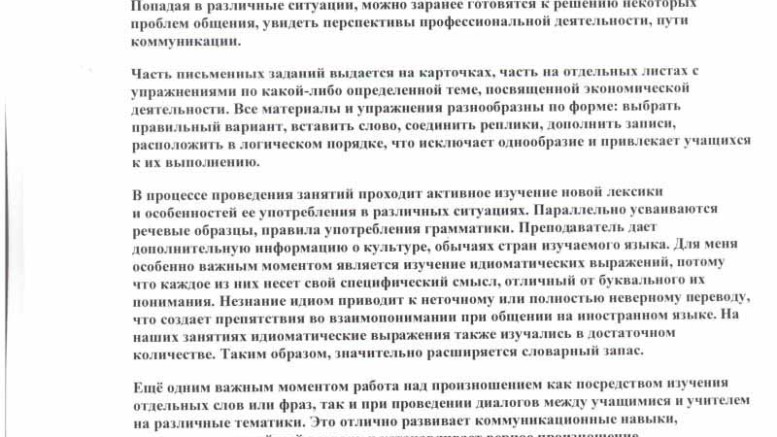 Попадая в различные ситуации, можно заранее готовятся к решению некоторых
проблем общения, увидеть перспективы профессиональной деятельности, пути
коммуникации.
Часть письменных заданий выдается на карточках, часть на отдельных листах с
упражнениями по какой-либо определенной теме, посвященной экономической
деятельности. Все материалы и упражнения разнообразны по форме: выбрать
правильный вариант, вставить слово, соединить реплики, дополнить записи,
расположить в логическом порядке, что исключает однообразие и привлекает учащихся
к их выполнению.
В процессе проведения занятий проходит активное изучение новой лексики
и особенностей ее употребления в различных ситуациях. Параллельно усваиваются
речевые образцы, правила употребления грамматики. Преподаватель дает
дополнительную информацию о культуре, обычаях стран изучаемого языка. Для меня
особенно важным моментом является изучение идиоматических выражений, потому
что каждое из них несет свой специфический смысл, отличный от буквального их
понимания. Незнание идиом приводит к неточному или полностью неверному переводу,
что создает препятствия во взаимопонимании при общении на иностранном языке. На
наших занятиях идиоматические выражения также изучались в достаточном
количестве. Таким образом, значительно расширяется словарный запас.
Ещё одним важным моментом работа над произношением как посредством изучения
отдельных слов или фраз, так и при проведении диалогов между учащимися и учителем
на различные тематики. Это отлично развивает коммуникационные навыки,